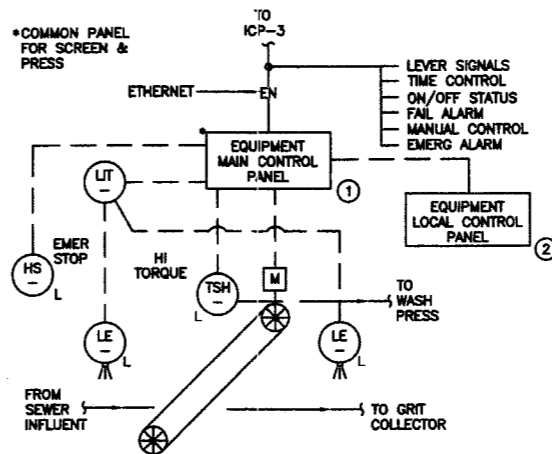 TO
ICP-3
*COMMON PANEL
FOR SCREEN &
PRESS
LEVER SIGNALS
TIME CONTROL
ON/OFF STATUS
FAIL ALARM
MANUAL CONTROL
EMERG ALARM
ETHERNET
EN
*
EQUIPMENT
MAIN CONTROL
PANEL
1
LIT
-
EQUIPMENT
LOCAL CONTROL
PANEL
2
EMER
STOP
HI
TORQUE
HS
-
L
TSH
-
L
M
TO
WASH
PRESS
LE
-
L
LE
-
L
FROM
SEWER
INFLUENT
TO GRIT
COLLECTOR